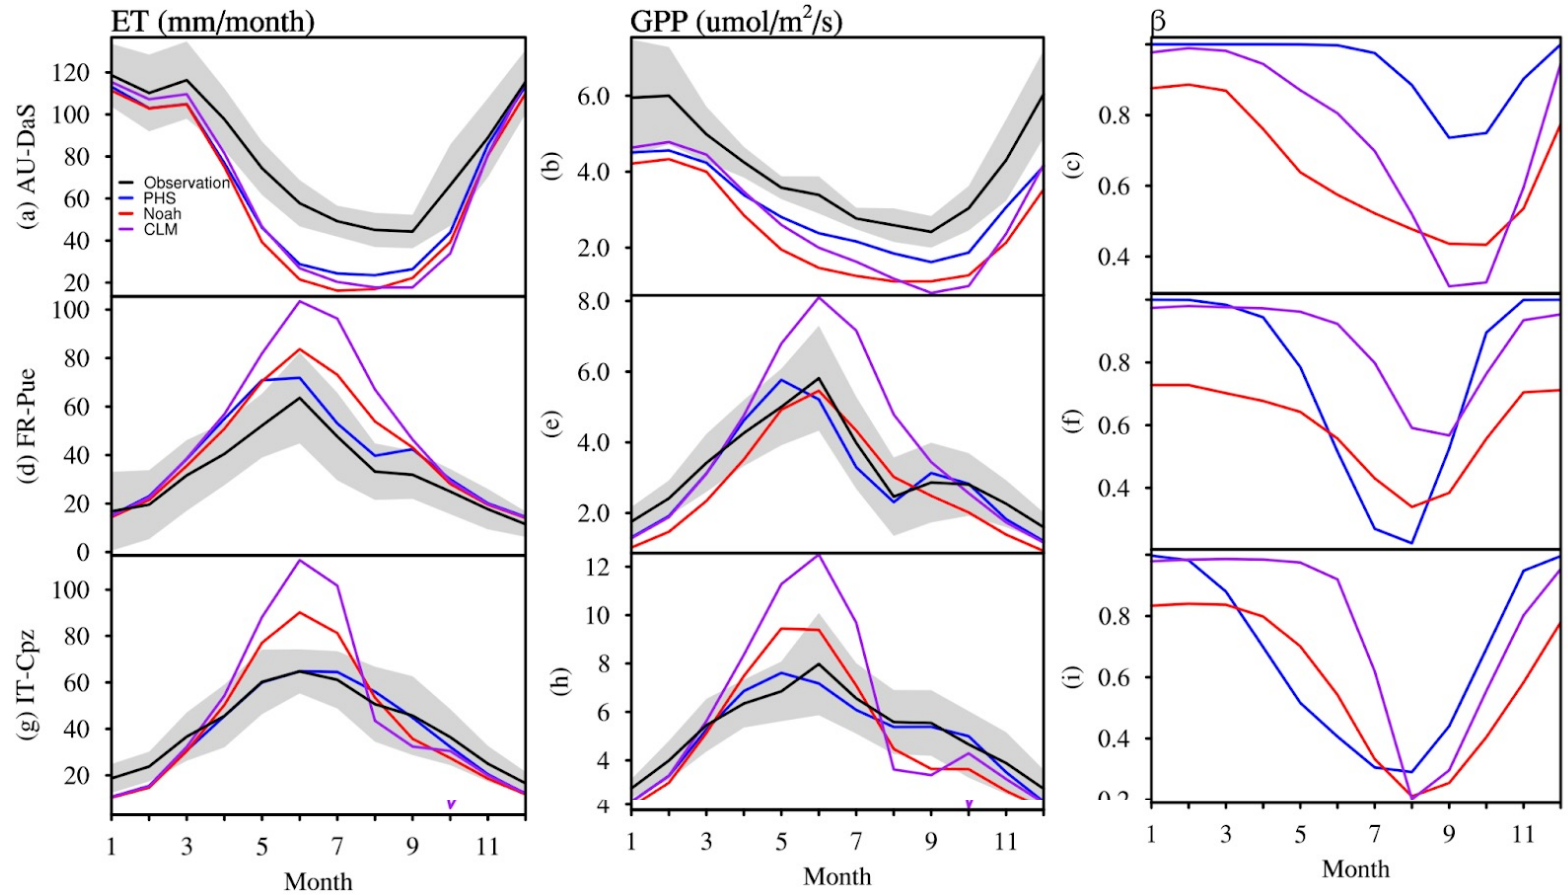 ET (mm/month)
GPP (umol/m²/s)
β
(a) AU-DaS
120
100
80
60
40
20
Observation
PHS
Noah
CLM
(b)
6.0
4.0
2.0
(c)
0.8
0.6
0.4
(d) FR-Pue
100
80
60
40
20
0
(e)
8.0
6.0
4.0
2.0
(f)
0.8
0.6
0.4
(g) IT-Cpz
100
80
60
40
20
(h)
12
10
8
6
4
4
(i)
0.8
0.6
0.4
0.2
1 3 5 7 9 11
Month
1 3 5 7 9 11
Month
1 3 5 7 9 11
Month